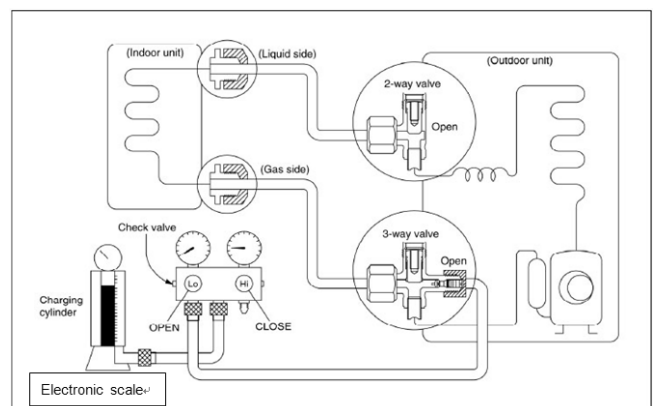 (Indoor unit)
(Liquid side)
(Outdoor unit)
2-way valve
Open
(Gas side)
Check valve
3-way valve
Open
Lo
Hi
Charging
cylinder
OPEN
CLOSE
Electronic scale